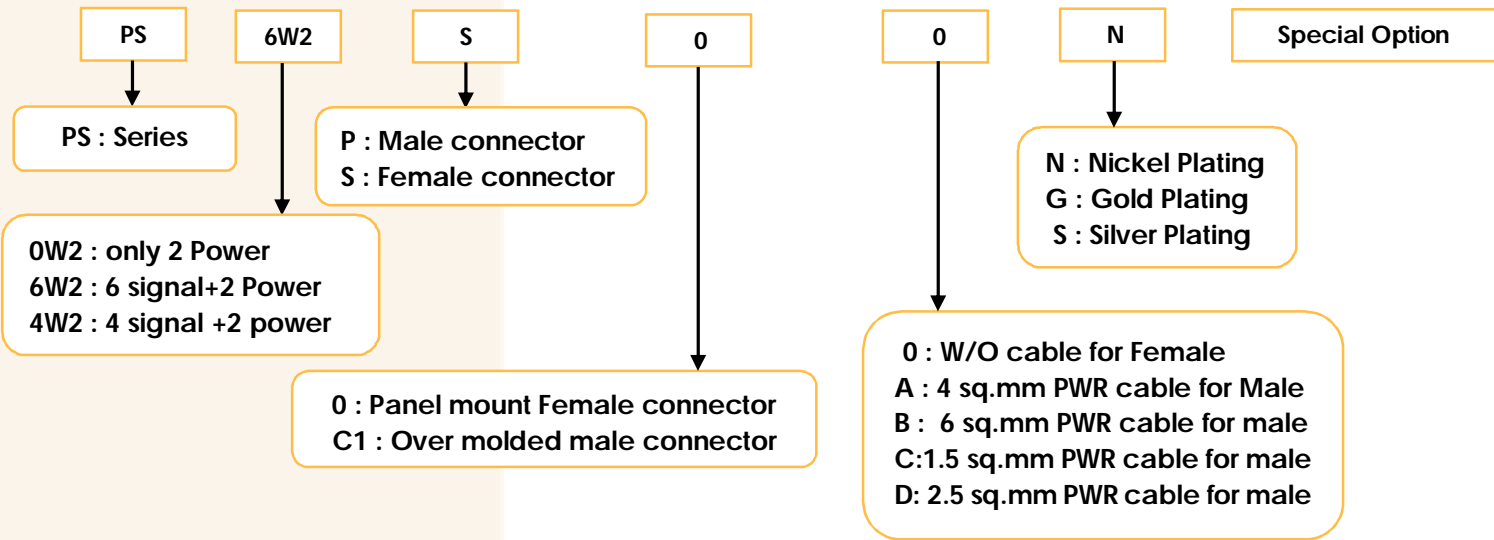 PS 6W2 S 0 0 N Special Option
PS : Series
P : Male connector
S : Female connector
N : Nickel Plating
G : Gold Plating
S : Silver Plating
0W2 : only 2 Power
6W2 : 6 signal+2 Power
4W2 : 4 signal +2 power
0 : Panel mount Female connector
C1 : Over molded male connector
0 : W/O cable for Female
A : 4 sq.mm PWR cable for Male
B :  6 sq.mm PWR cable for male
C:1.5 sq.mm PWR cable for male
D: 2.5 sq.mm PWR cable for male